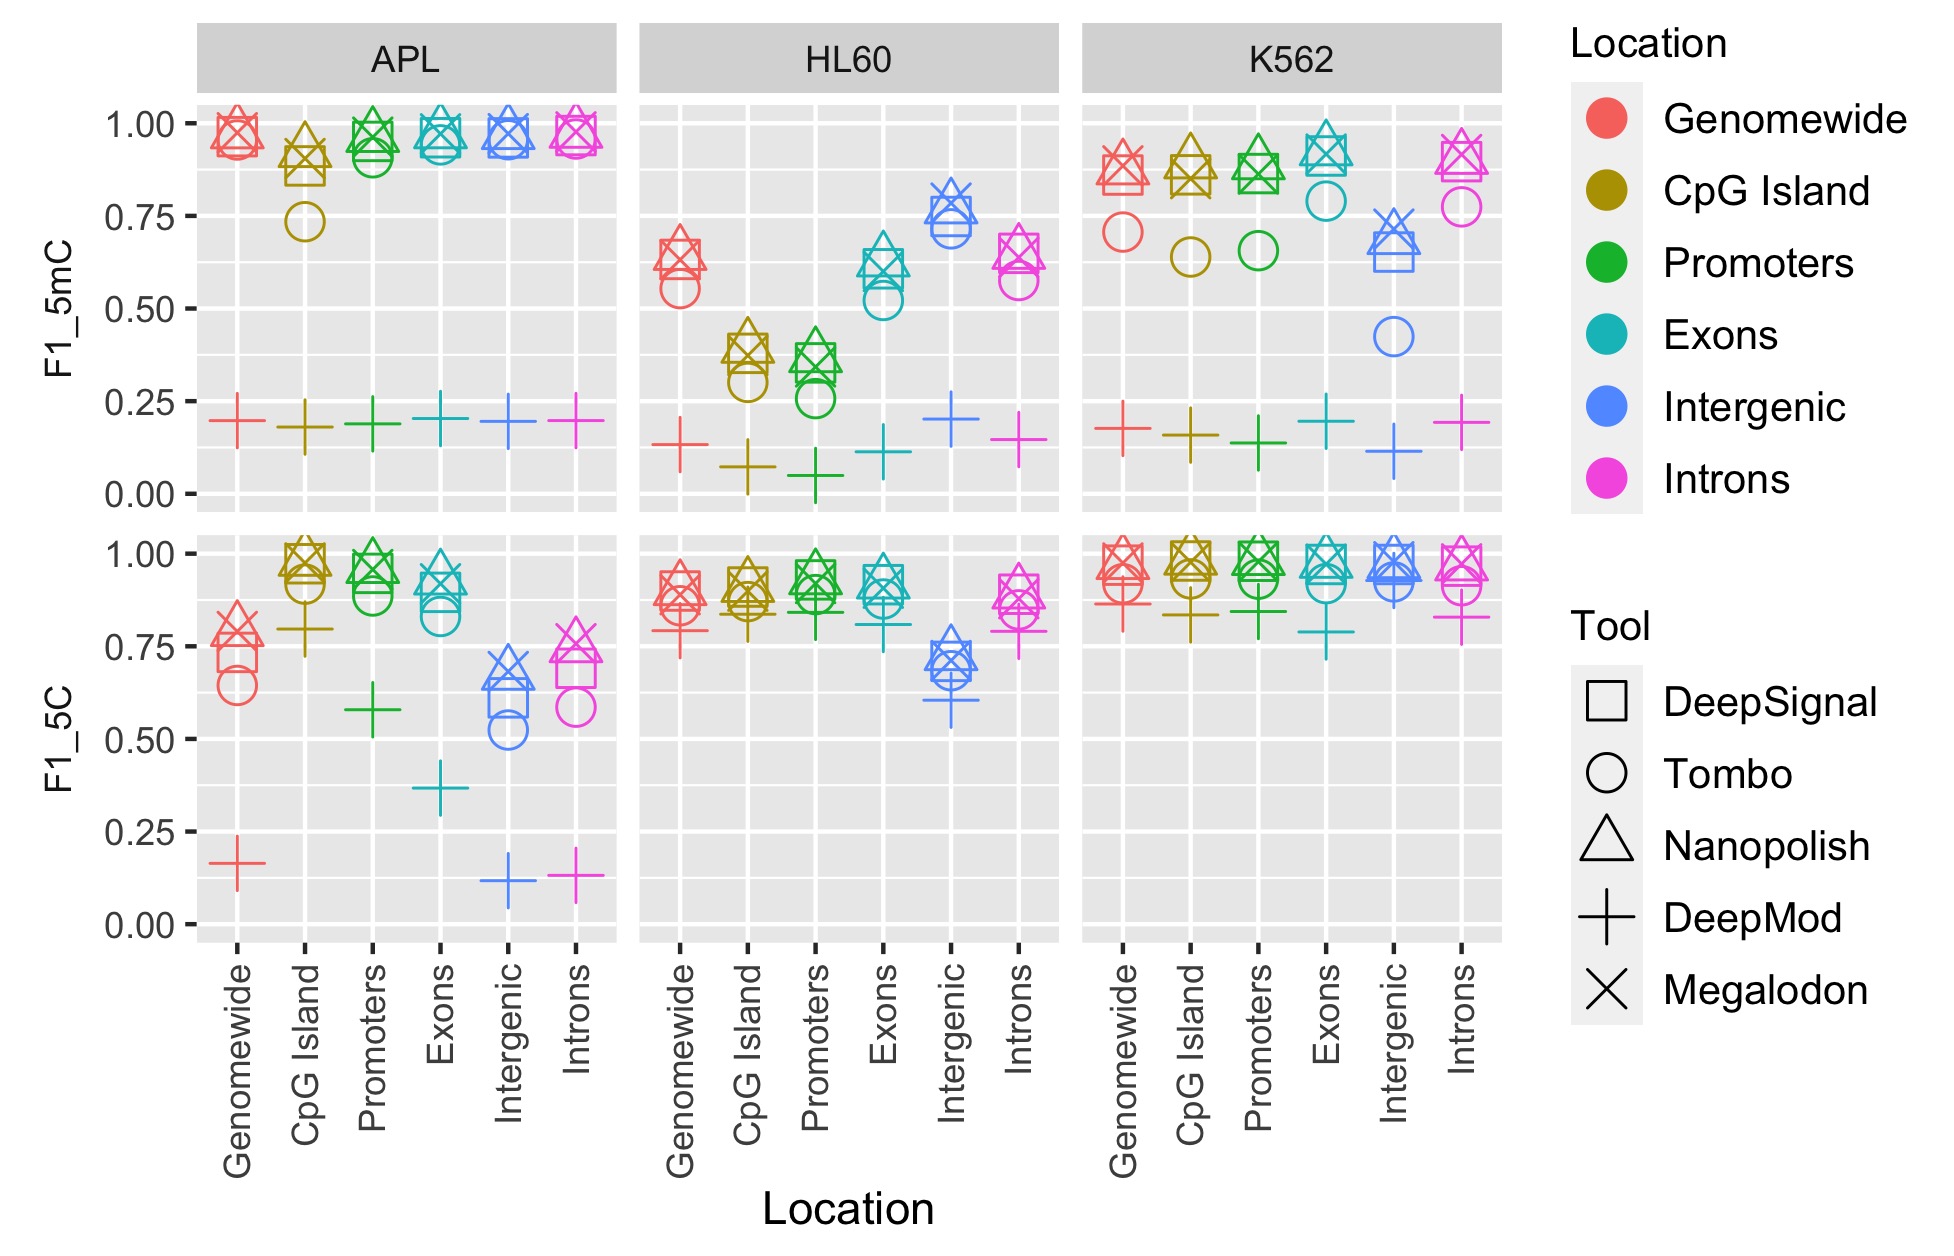 APL
HL60
K562
F1_5mC
1.00
0.75
0.50
0.25
0.00
F1_5C
1.00
0.75
0.50
0.25
0.00
Genomewide
CpG Island
Promoters
Exons
Intergenic
Introns
Genomewide
CpG Island
Promoters
Exons
Intergenic
Introns
Genomewide
CpG Island
Promoters
Exons
Intergenic
Introns
Location
Location
Genomewide
CpG Island
Promoters
Exons
Intergenic
Introns
Tool
DeepSignal
Tombo
Nanopolish
DeepMod
Megalodon